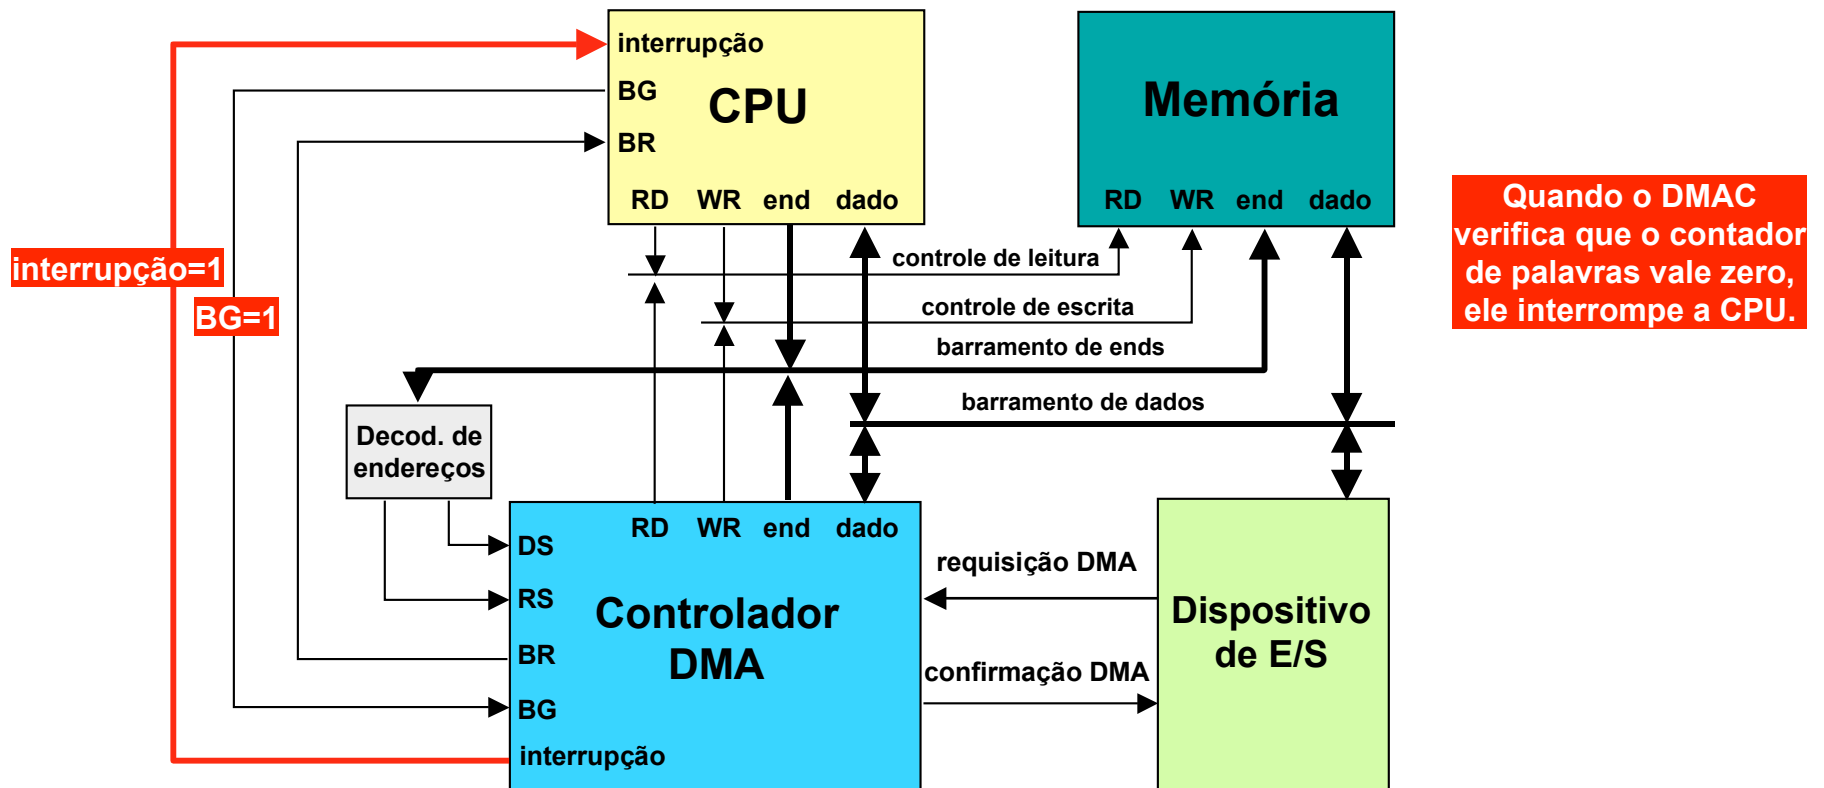 interrupção
BG
CPU
BR
RD WR end dado
Memória
RD WR end dado
Quando o DMAC
verifica que o contador
de palavras vale zero,
ele interrompe a CPU.
interrupção=1
BG=1
controle de leitura
controle de escrita
barramento de ends
barramento de dados
Decod. de
endereços
RD WR end dado
DS
RS
BR
BG
interrupção
Controlador
DMA
requisição DMA
confirmação DMA
Dispositivo
de E/S